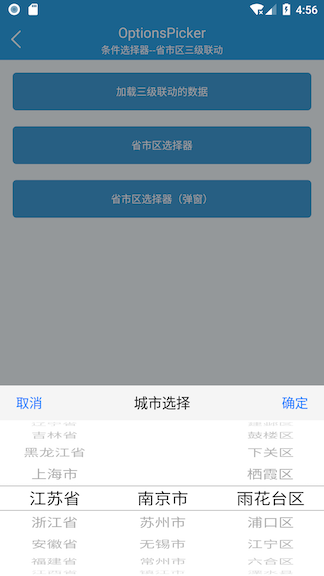 4:56
OptionsPicker
条件选择器--省市区三级联动
加载三级联动的数据
省市区选择器
省市区选择器（弹窗）
取消 城市选择 确定
吉林省 鼓楼区
黑龙江省 下关区
上海市 栖霞区
江苏省 南京市 雨花台区
浙江省 苏州市 浦口区
安徽省 无锡市 江宁区
福建省 常州市 六合区